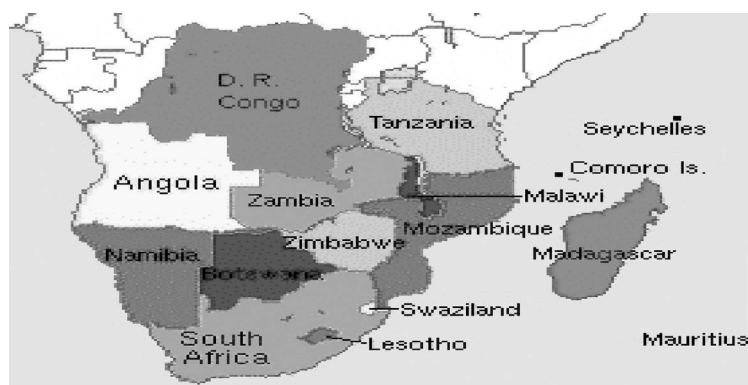 D. R.
Congo
Tanzania
Seychelles
Comoro Is.
Angola
Zambia
Malawi
Mozambique
Zimbabwe
Namibia
Madagascar
Botswana
Swaziland
South
Africa
Lesotho
Mauritius